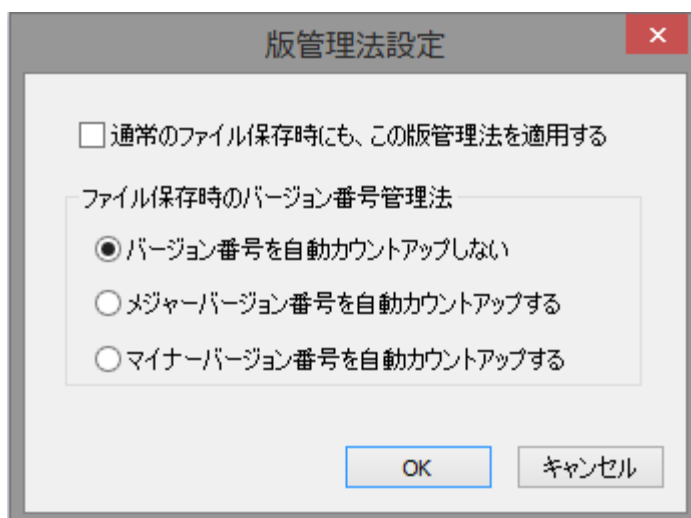 版管理法設定
通常のファイル保存時にも、この版管理法を適用する
ファイル保存時のバージョン番号管理法
バージョン番号を自動カウントアップしない
メジャーバージョン番号を自動カウントアップする
マイナーバージョン番号を自動カウントアップする
OK キャンセル